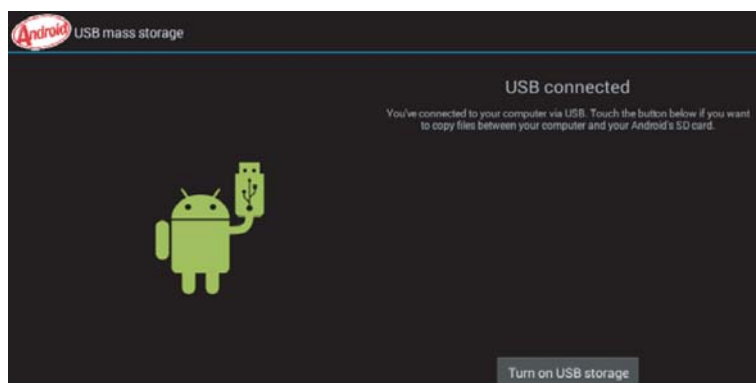 Android USB mass storage
USB connected
You've connected to your computer via USB. Touch the button below if you want
to copy files between your computer and your Android's SD card.
Turn on USB storage